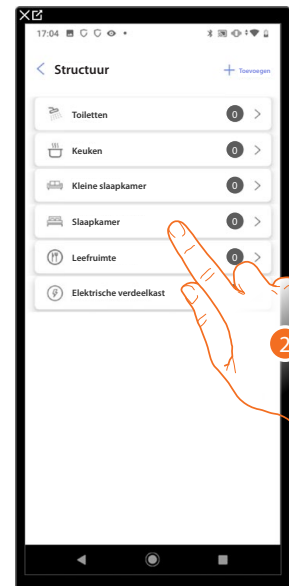 17:04
Structuur
Toevoegen
Toiletten 0
Keuken 0
Kleine slaapkamer 0
Slaapkamer 0
Leefruimte 0
Elektrische verdeelkast
2